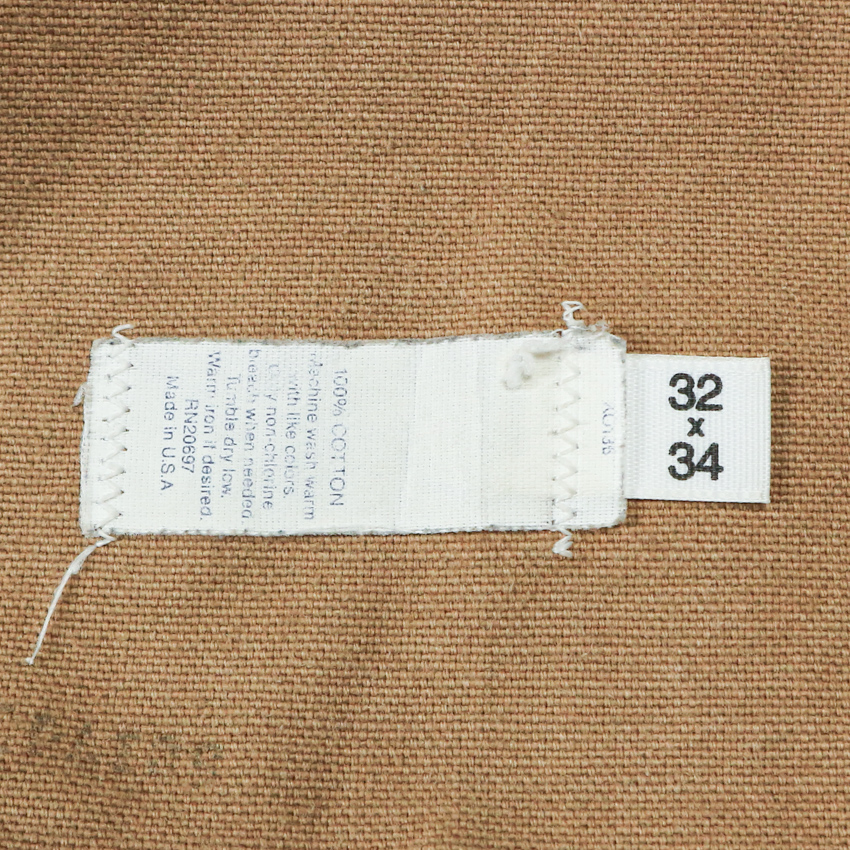 32
x
34
100% COTTON
Machine wash warm
with like colors.
only non-chlorine
bleach when needed
Tumble dry low.
Warm iron if desired.
RN20697
Made in U.S.A